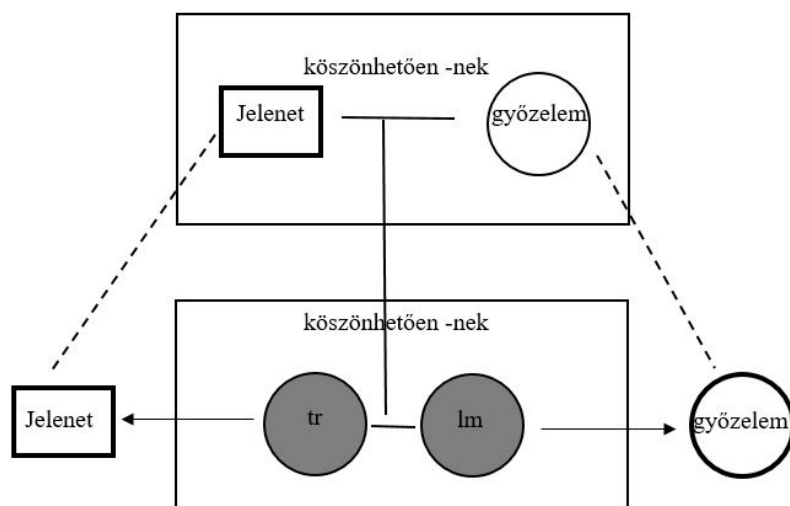 köszönhetően -nek
Jelenet
győzelem
köszönhetően -nek
Jelenet
tr
lm
győzelem